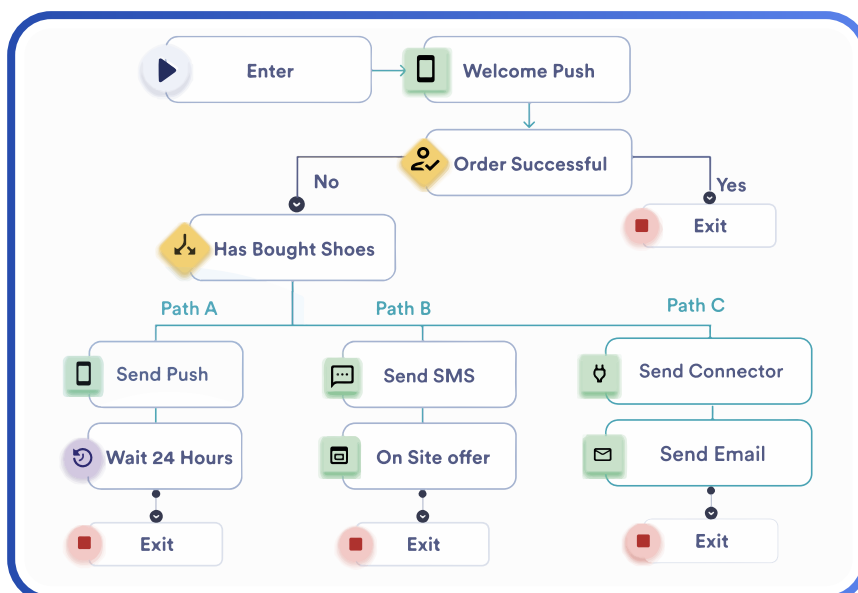 Enter
Welcome Push
Order Successful
No
Yes
Exit
Has Bought Shoes
Path A
Path B
Path C
Send Push
Send SMS
Send Connector
Wait 24 Hours
On Site offer
Send Email
Exit
Exit
Exit